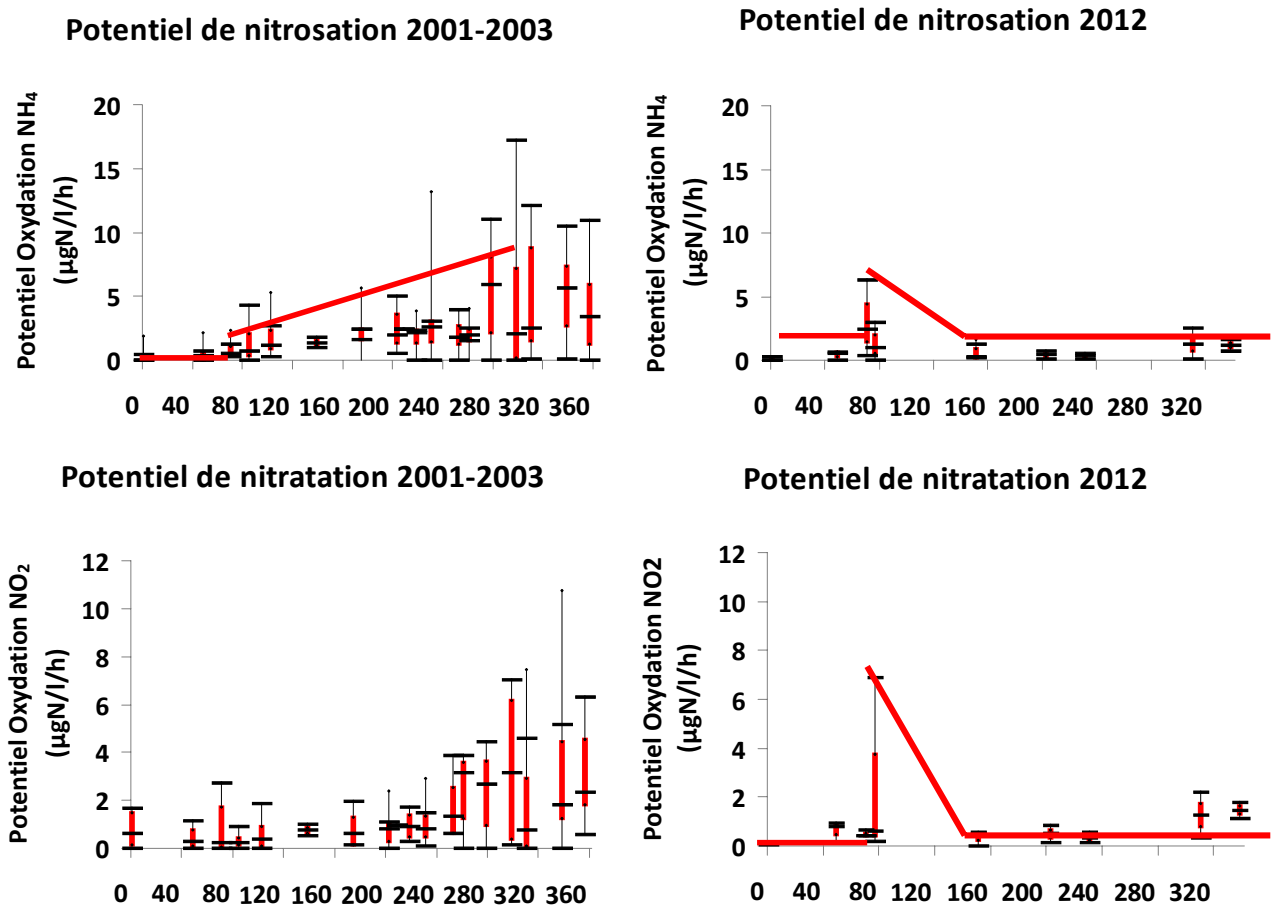 Potentiel de nitrosation 2001-2003
Potentiel Oxydation NH₄
(µgN/l/h)
20
15
10
5
0
0 40 80 120 160 200 240 280 320 360
Potentiel de nitrosation 2012
Potentiel Oxydation NH₄
(µgN/l/h)
20
15
10
5
0
0 40 80 120 160 200 240 280 320
Potentiel de nitratation 2001-2003
Potentiel Oxydation NO₂
(µgN/l/h)
12
10
8
6
4
2
0
0 40 80 120 160 200 240 280 320 360
Potentiel de nitratation 2012
Potentiel Oxydation NO2
(µgN/l/h)
12
10
8
6
4
2
0
0 40 80 120 160 200 240 280 320